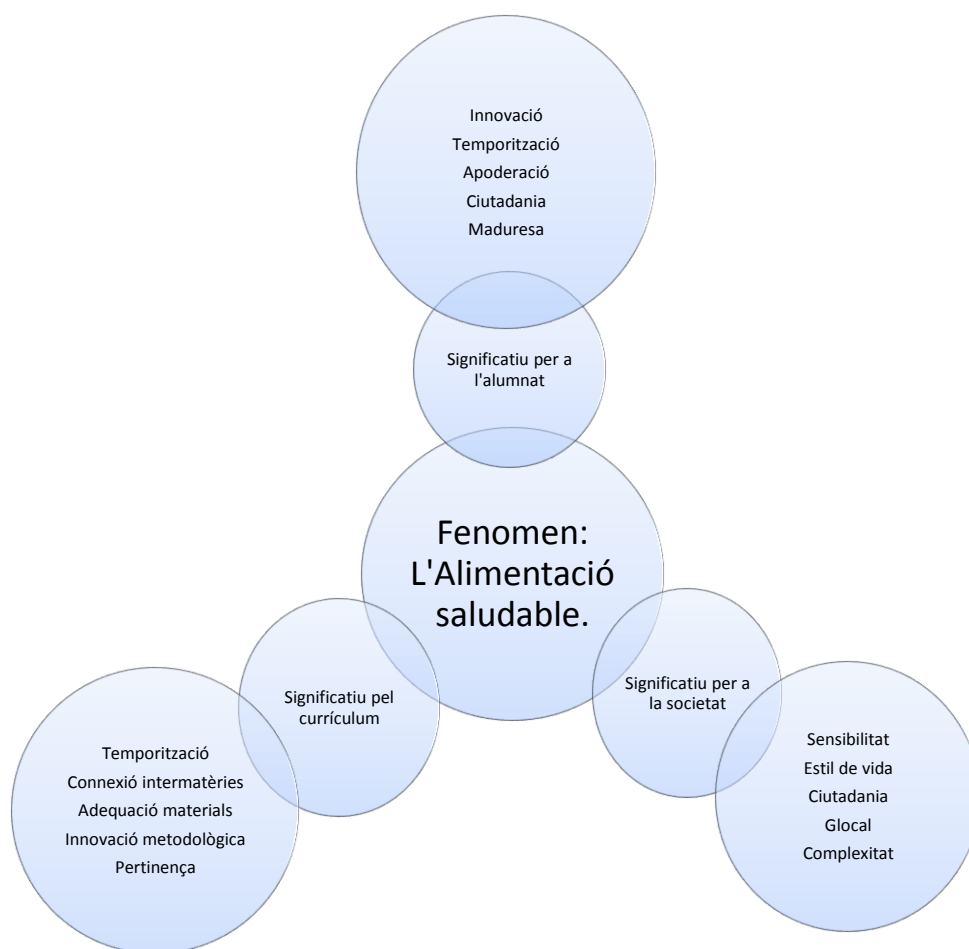 Innovació
Temporització
Apoderació
Ciutadania
Maduresa
Significatiu per a
l'alumnat
Fenomen:
L'Alimentació
saludable.
Significatiu pel
currículum
Temporització
Connexió intermatèries
Adequació materials
Innovació metodològica
Pertinença
Significatiu per a
la societat
Sensibilitat
Estil de vida
Ciutadania
Glocal
Complexitat